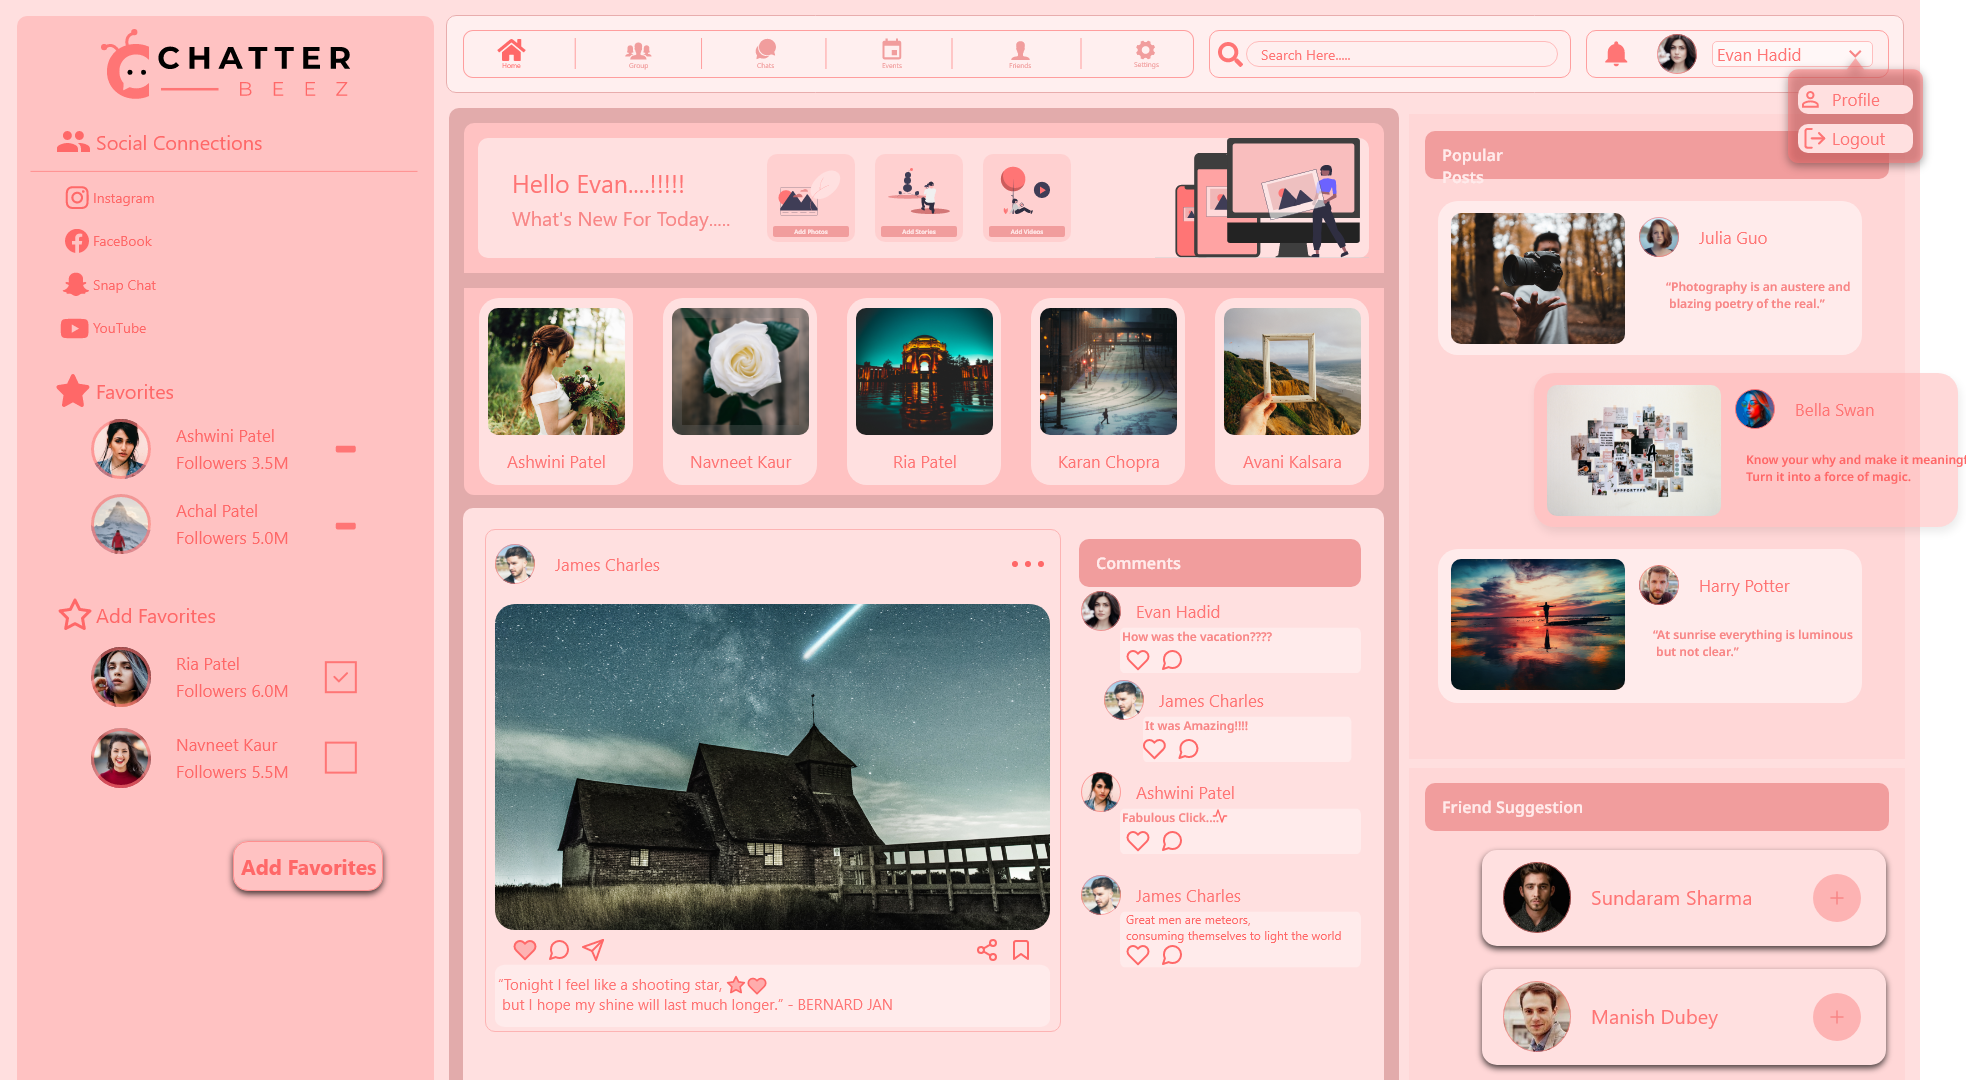 CHATTER
BEEZ
Social Connections
Instagram
FaceBook
Snap Chat
YouTube
Favorites
Ashwini Patel
Followers 3.5M
Achal Patel
Followers 5.0M
Add Favorites
Ria Patel
Followers 6.0M
Navneet Kaur
Followers 5.5M
Add Favorites
Home
Group
Chats
Events
Friends
Settings
Search Here.....
Evan Hadid
Profile
Logout
Hello Evan....!!!!!
What's New For Today.....
Add Photos
Add Stories
Add Videos
Ashwini Patel
Navneet Kaur
Ria Patel
Karan Chopra
Avani Kalsara
James Charles
“Tonight I feel like a shooting star,
but I hope my shine will last much longer.” - BERNARD JAN
Comments
Evan Hadid
How was the vacation????
James Charles
It was Amazing!!!!
Ashwini Patel
Fabulous Click....
James Charles
Great men are meteors,
consuming themselves to light the world
Popular
Posts
Julia Guo
“Photography is an austere and
blazing poetry of the real.”
Bella Swan
Know your why and make it meaningf
Turn it into a force of magic.
Harry Potter
“At sunrise everything is luminous
but not clear.”
Friend Suggestion
Sundaram Sharma
Manish Dubey